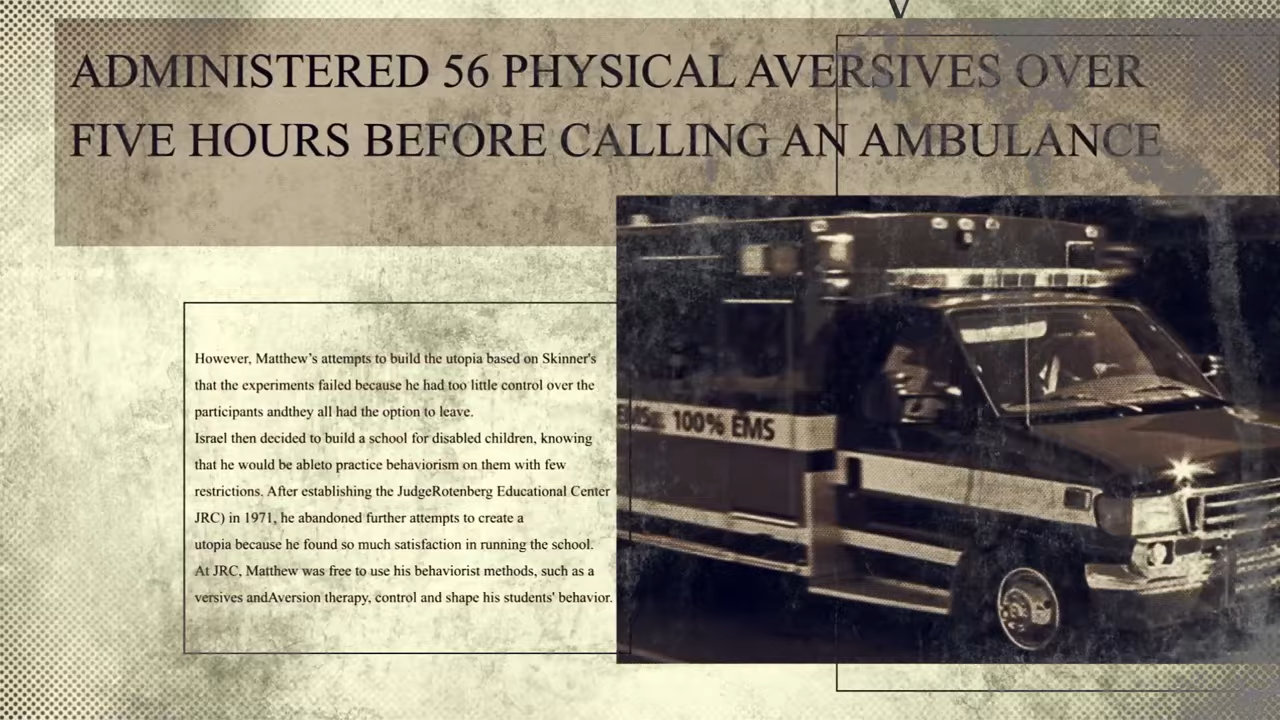 ADMINISTERED 56 PHYSICAL AVERSIVES OVER
FIVE HOURS BEFORE CALLING AN AMBULANCE
However, Matthew’s attempts to build the utopia based on Skinner's
that the experiments failed because he had too little control over the
participants andthey all had the option to leave.
Israel then decided to build a school for disabled children, knowing
that he would be ableto practice behaviorism on them with few
restrictions. After establishing the JudgeRotenberg Educational Center
JRC) in 1971, he abandoned further attempts to create a
utopia because he found so much satisfaction in running the school.
At JRC, Matthew was free to use his behaviorist methods, such as a
versives andAversion therapy, control and shape his students' behavior.
EMS 100% EMS